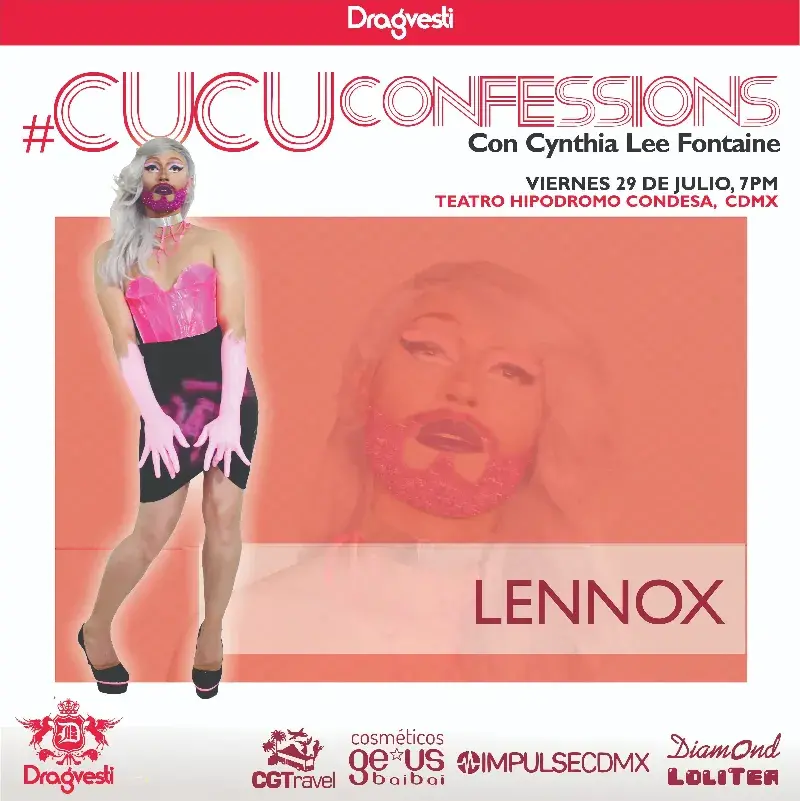 Dragvesti
#CUCUCONFESSIONS
Con Cynthia Lee Fontaine
VIERNES 29 DE JULIO, 7PM
TEATRO HIPODROMO CONDESA, CDMX
LENNOX
D
Dragvesti
CGTravel
cosméticos
ge☆us
baibai
IMPULSECDMX
DIAMOnd
LOLITER